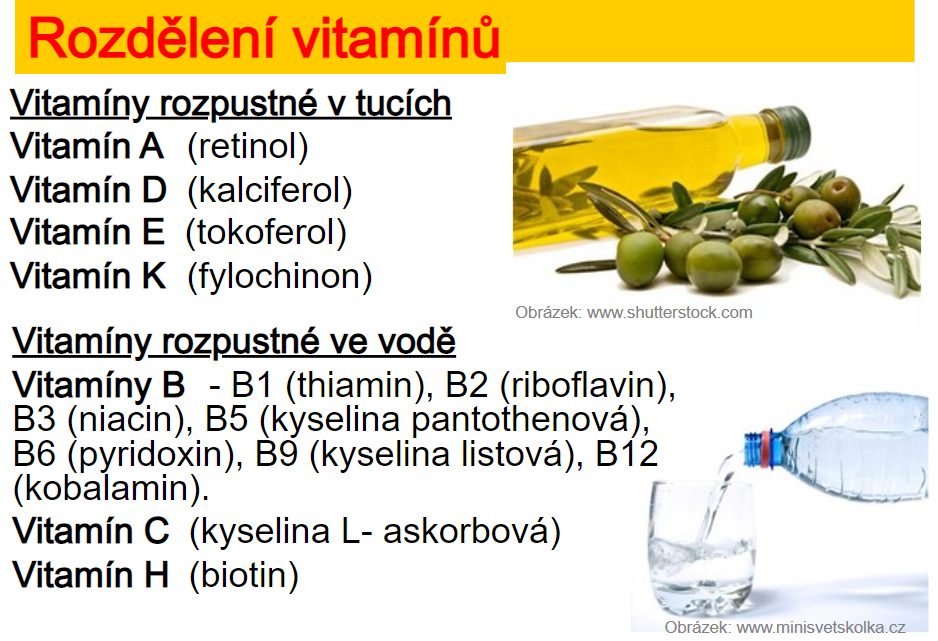 Rozdělení vitamínů
Vitamíny rozpustné v tucích
Vitamín A (retinol)
Vitamín D (kalciferol)
Vitamín E (tokoferol)
Vitamín K (fylochinon)
Obrázek: www.shutterstock.com
Vitamíny rozpustné ve vodě
Vitamíny B - B1 (thiamin), B2 (riboflavin),
B3 (niacin), B5 (kyselina pantothenová),
B6 (pyridoxin), B9 (kyselina listová), B12
(kobalamin).
Vitamín C (kyselina L- askorbová)
Vitamín H (biotin)
Obrázek: www.minisvetskolka.cz